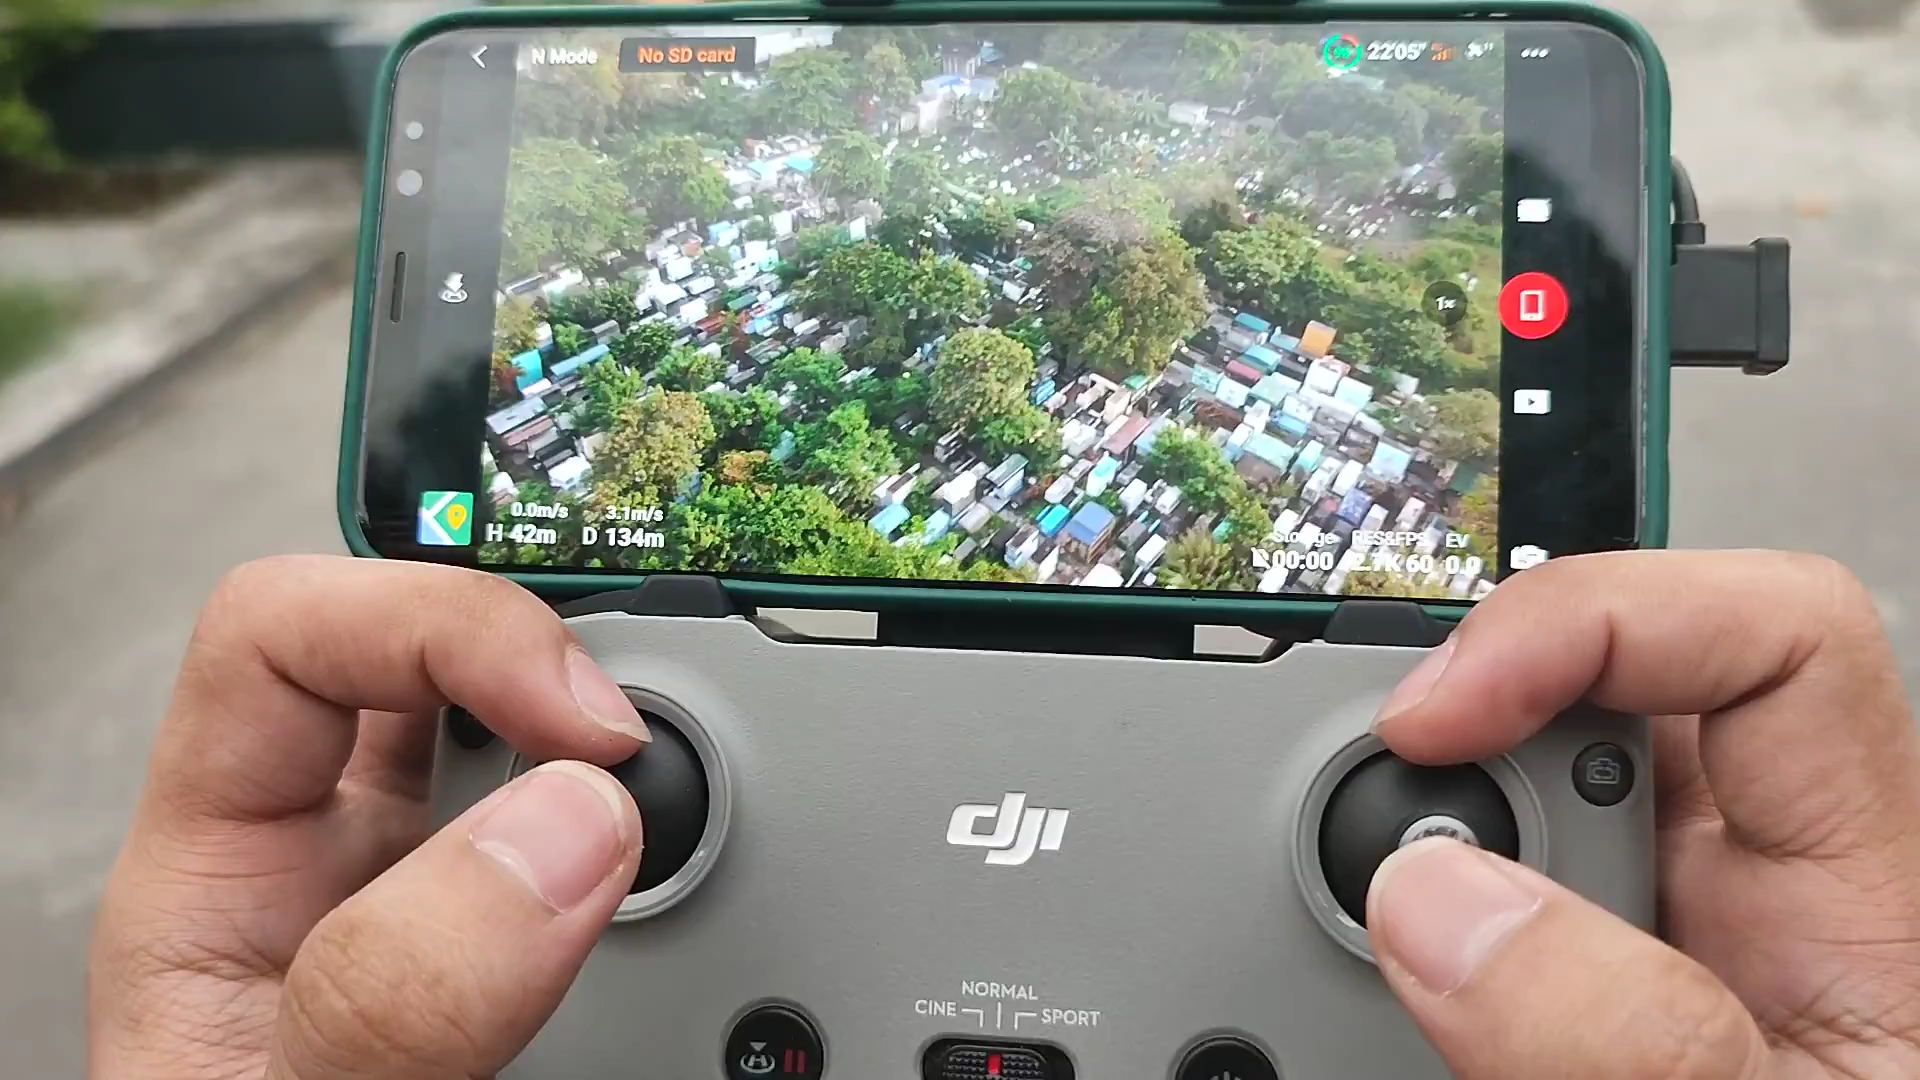 N Mode
No SD card
22'05"
1x
0.0m/s 3.1m/s
H 42m D 134m
Storage RES&FPS EV
00:00 2.7K 60 0.0
dji
NORMAL
CINE SPORT